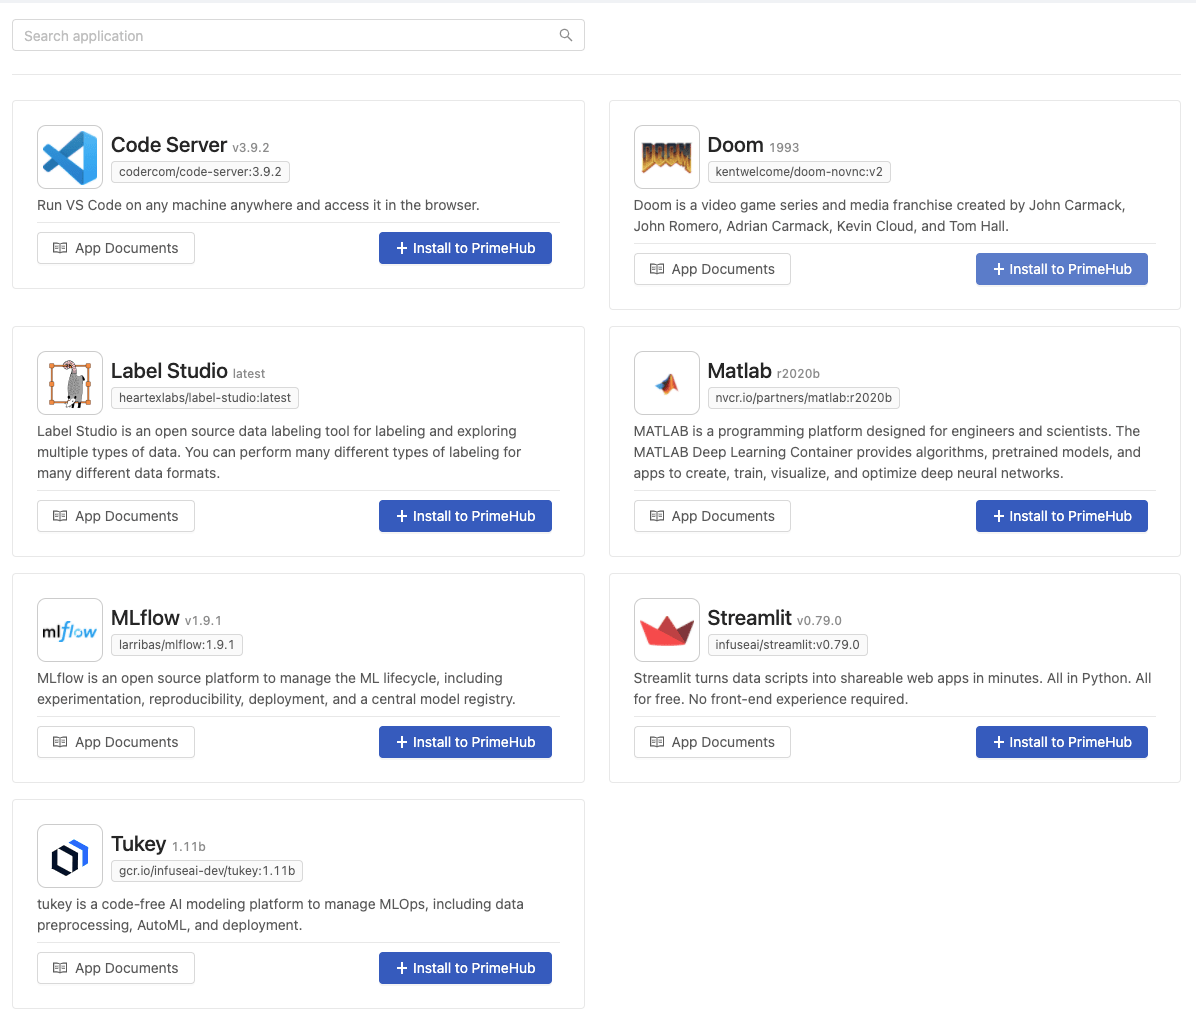 Search application
Code Server v3.9.2
codercom/code-server:3.9.2
Run VS Code on any machine anywhere and access it in the browser.
App Documents
Install to PrimeHub
DOOM
Doom 1993
kentwelcome/doom-novnc:v2
Doom is a video game series and media franchise created by John Carmack,
John Romero, Adrian Carmack, Kevin Cloud, and Tom Hall.
App Documents
Install to PrimeHub
Label Studio latest
heartexlabs/label-studio:latest
Label Studio is an open source data labeling tool for labeling and exploring
multiple types of data. You can perform many different types of labeling for
many different data formats.
App Documents
Install to PrimeHub
Matlab r2020b
nvcr.io/partners/matlab:r2020b
MATLAB is a programming platform designed for engineers and scientists. The
MATLAB Deep Learning Container provides algorithms, pretrained models, and
apps to create, train, visualize, and optimize deep neural networks.
App Documents
Install to PrimeHub
mlflow
MLflow v1.9.1
larribas/mlflow:1.9.1
MLflow is an open source platform to manage the ML lifecycle, including
experimentation, reproducibility, deployment, and a central model registry.
App Documents
Install to PrimeHub
Streamlit v0.79.0
infuseai/streamlit:v0.79.0
Streamlit turns data scripts into shareable web apps in minutes. All in Python. All
for free. No front-end experience required.
App Documents
Install to PrimeHub
Tukey 1.11b
gcr.io/infuseai-dev/tukey:1.11b
tukey is a code-free AI modeling platform to manage MLOps, including data
preprocessing, AutoML, and deployment.
App Documents
Install to PrimeHub